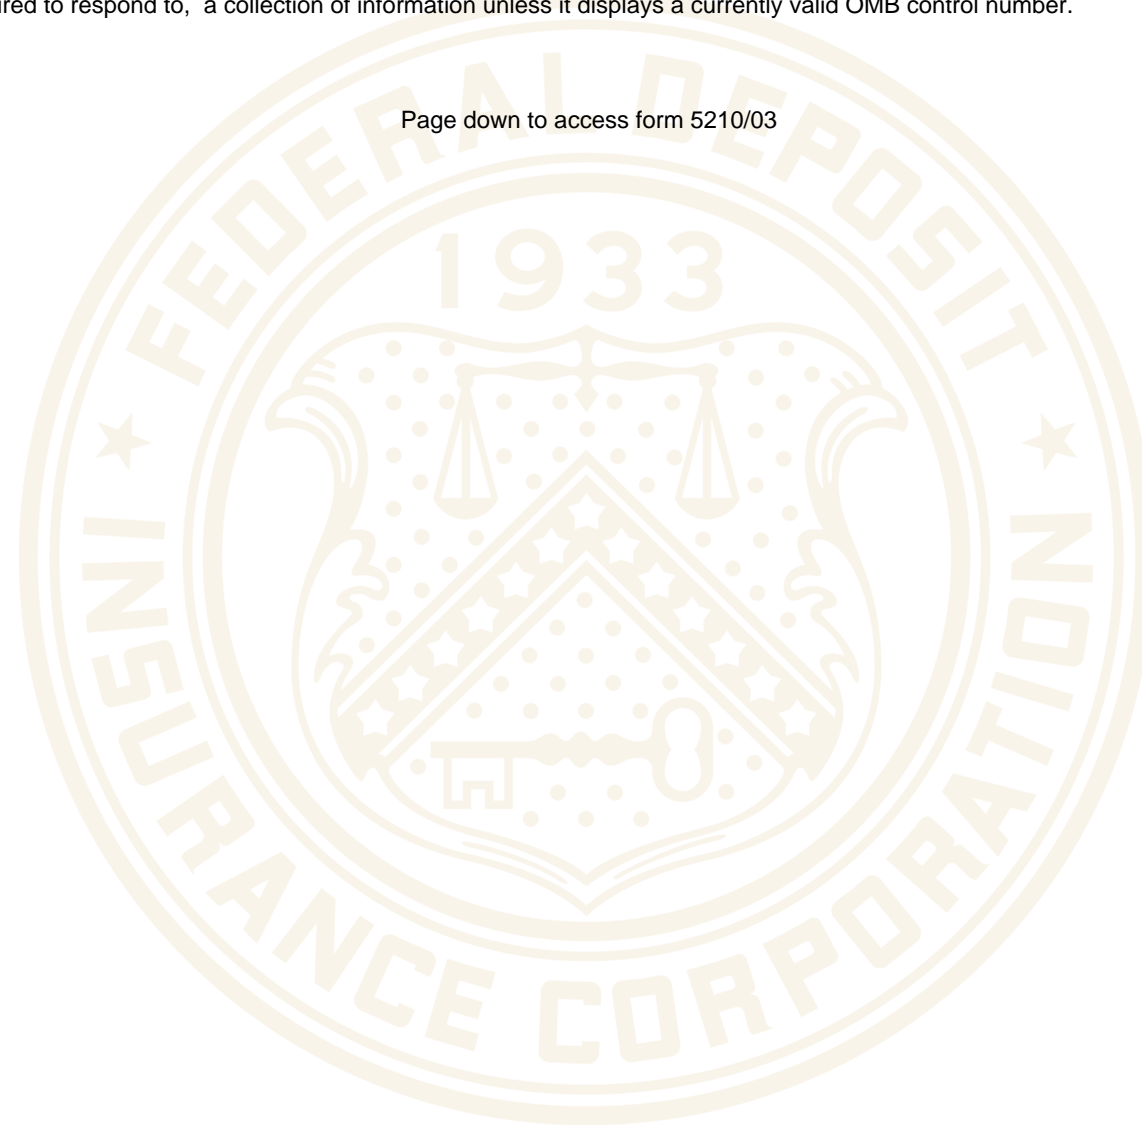 to respond to, a collection of information unless it displays a currently valid OMB control number.
Page down to access form 5210/03
FEDERAL DEPOSIT
1933
INSURANCE CORPORATION